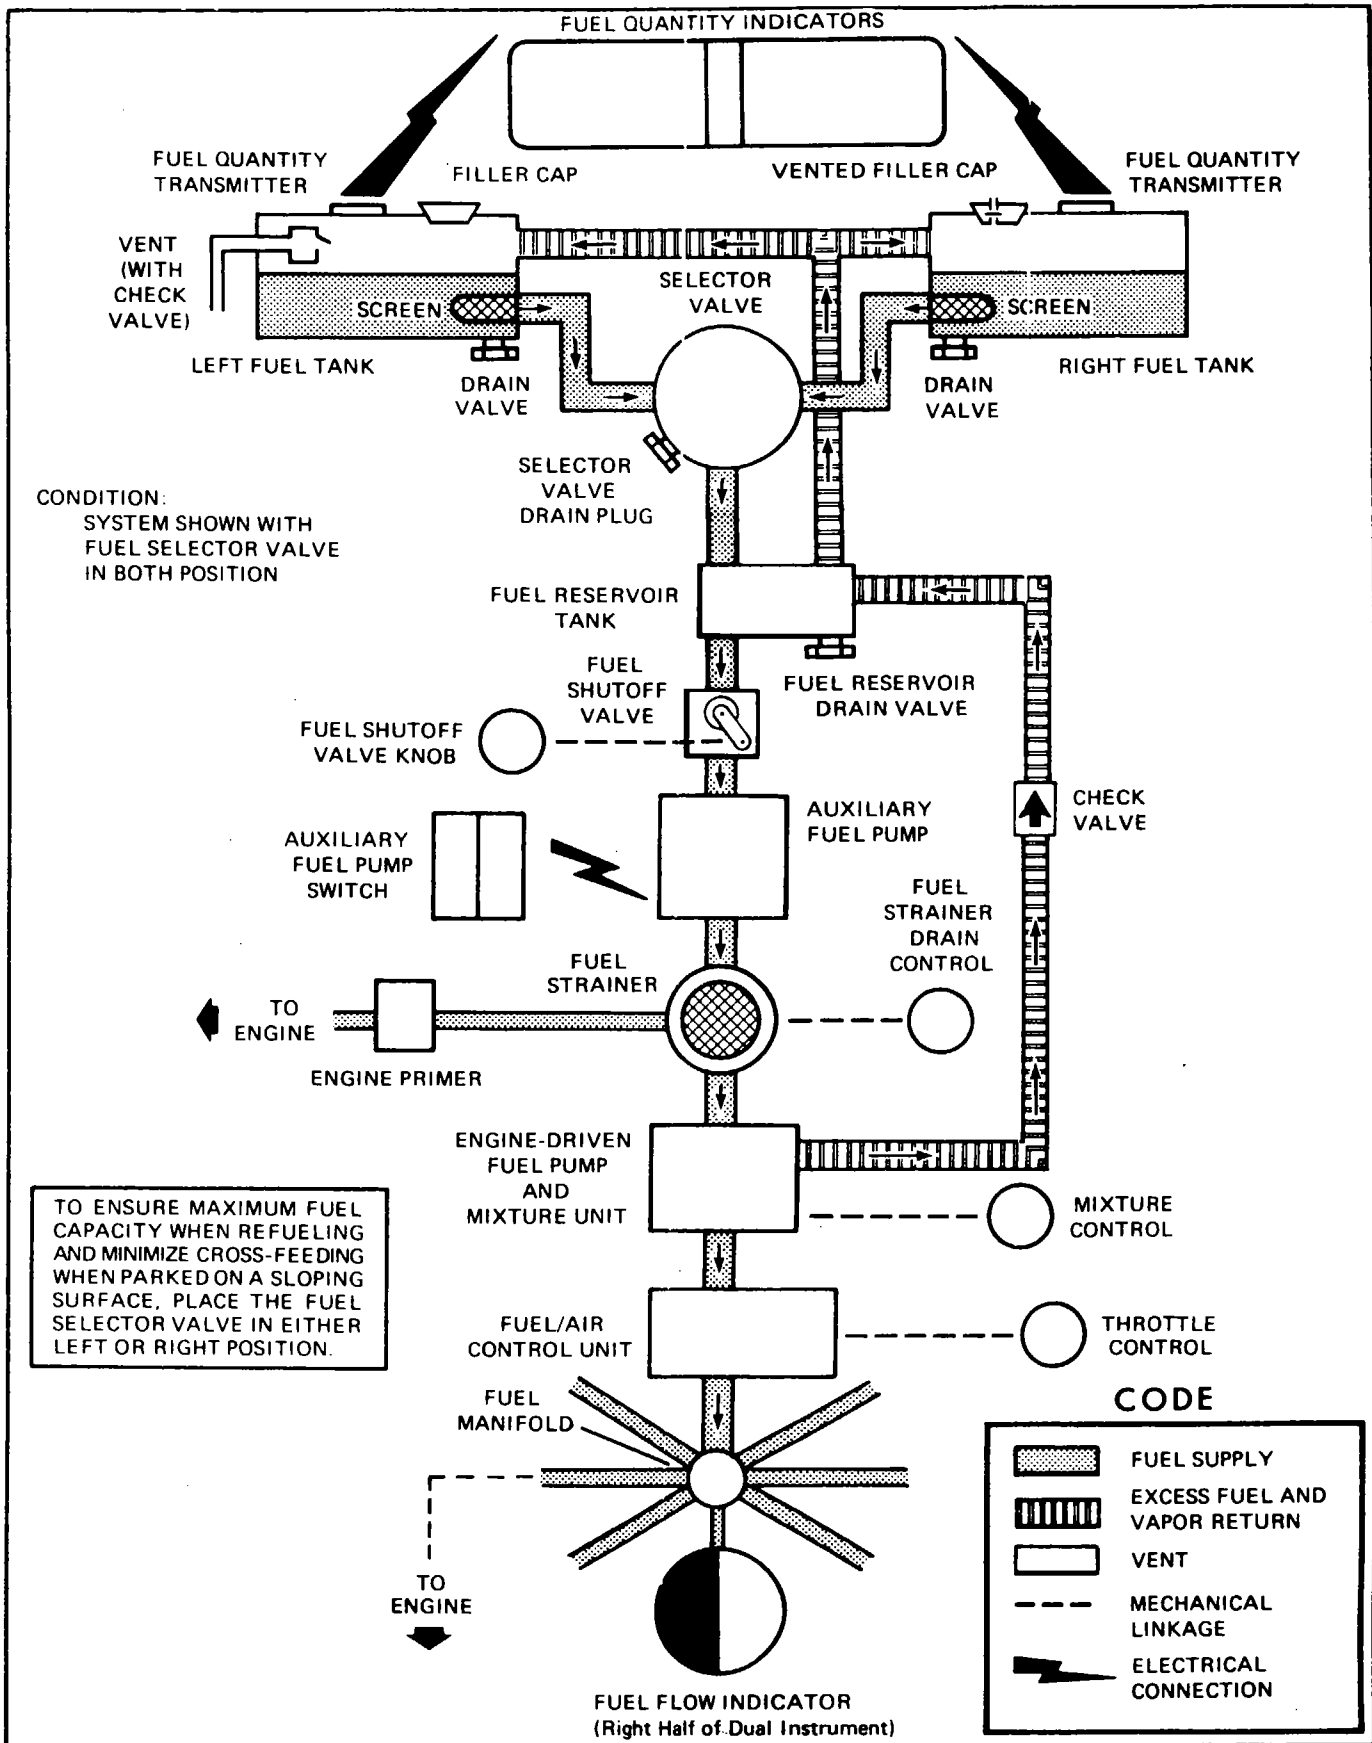 FUEL QUANTITY INDICATORS
FUEL QUANTITY
TRANSMITTER
FILLER CAP
VENTED FILLER CAP
FUEL QUANTITY
TRANSMITTER
VENT
(WITH
CHECK
VALVE)
SCREEN
SELECTOR
VALVE
SCREEN
LEFT FUEL TANK
DRAIN
VALVE
DRAIN
VALVE
RIGHT FUEL TANK
SELECTOR
VALVE
DRAIN PLUG
CONDITION:
SYSTEM SHOWN WITH
FUEL SELECTOR VALVE
IN BOTH POSITION
FUEL RESERVOIR
TANK
FUEL
SHUTOFF
VALVE
FUEL RESERVOIR
DRAIN VALVE
FUEL SHUTOFF
VALVE KNOB
AUXILIARY
FUEL PUMP
CHECK
VALVE
AUXILIARY
FUEL PUMP
SWITCH
FUEL
STRAINER
DRAIN
CONTROL
FUEL
STRAINER
TO
ENGINE
ENGINE PRIMER
ENGINE-DRIVEN
FUEL PUMP
AND
MIXTURE UNIT
MIXTURE
CONTROL
TO ENSURE MAXIMUM FUEL
CAPACITY WHEN REFUELING
AND MINIMIZE CROSS-FEEDING
WHEN PARKED ON A SLOPING
SURFACE, PLACE THE FUEL
SELECTOR VALVE IN EITHER
LEFT OR RIGHT POSITION.
FUEL/AIR
CONTROL UNIT
THROTTLE
CONTROL
FUEL
MANIFOLD
TO
ENGINE
FUEL FLOW INDICATOR
(Right Half of Dual Instrument)
CODE
FUEL SUPPLY
EXCESS FUEL AND
VAPOR RETURN
VENT
MECHANICAL
LINKAGE
ELECTRICAL
CONNECTION